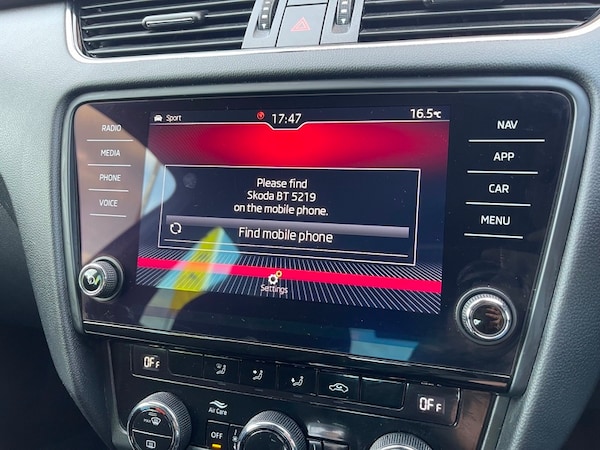 Sport 17:47 16.5°C
RADIO
MEDIA
PHONE
VOICE
Please find
Skoda BT 5219
on the mobile phone.
Find mobile phone
Settings
NAV
APP
CAR
MENU
OFF
OFF
Air Care
OFF